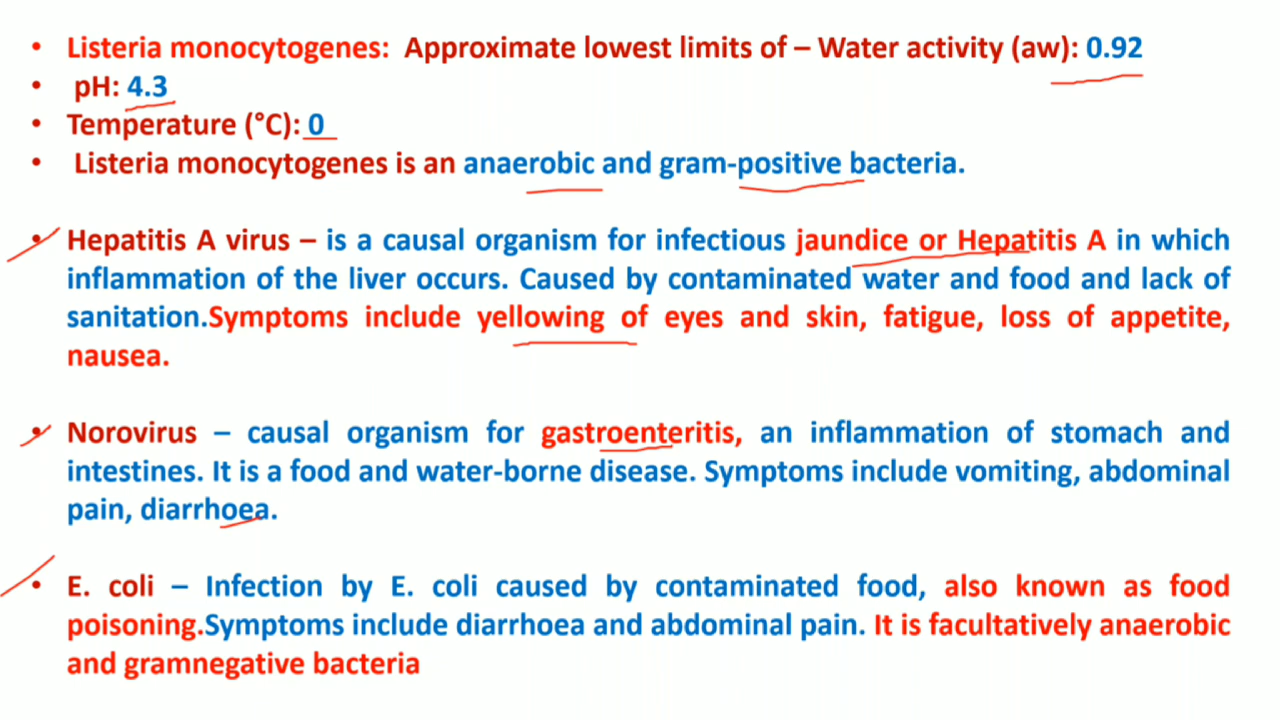 • Listeria monocytogenes: Approximate lowest limits of – Water activity (aw): 0.92
• pH: 4.3
• Temperature (°C): 0
• Listeria monocytogenes is an anaerobic and gram-positive bacteria.
• Hepatitis A virus – is a causal organism for infectious jaundice or Hepatitis A in which
inflammation of the liver occurs. Caused by contaminated water and food and lack of
sanitation.Symptoms include yellowing of eyes and skin, fatigue, loss of appetite,
nausea.
• Norovirus – causal organism for gastroenteritis, an inflammation of stomach and
intestines. It is a food and water-borne disease. Symptoms include vomiting, abdominal
pain, diarrhoea.
• E. coli – Infection by E. coli caused by contaminated food, also known as food
poisoning.Symptoms include diarrhoea and abdominal pain. It is facultatively anaerobic
and gramnegative bacteria